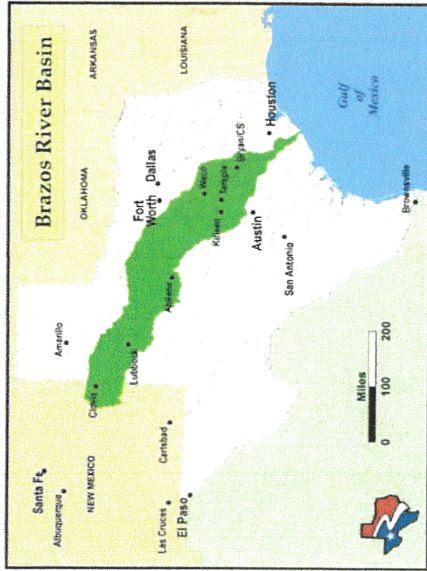 Brazos River Basin
ARKANSAS
OKLAHOMA
LOUISIANA
Santa Fe
Amarillo
Albuquerque
NEW MEXICO
Clovis
Lubbock
Fort
Worth
Dallas
Carlsbad
Abilene
Las Cruces
El Paso
Waco
Killeen
Temple
Bryan/CS
Austin
Houston
San Antonio
Gulf
of
Mexico
Brownsville
Miles
0
100
200